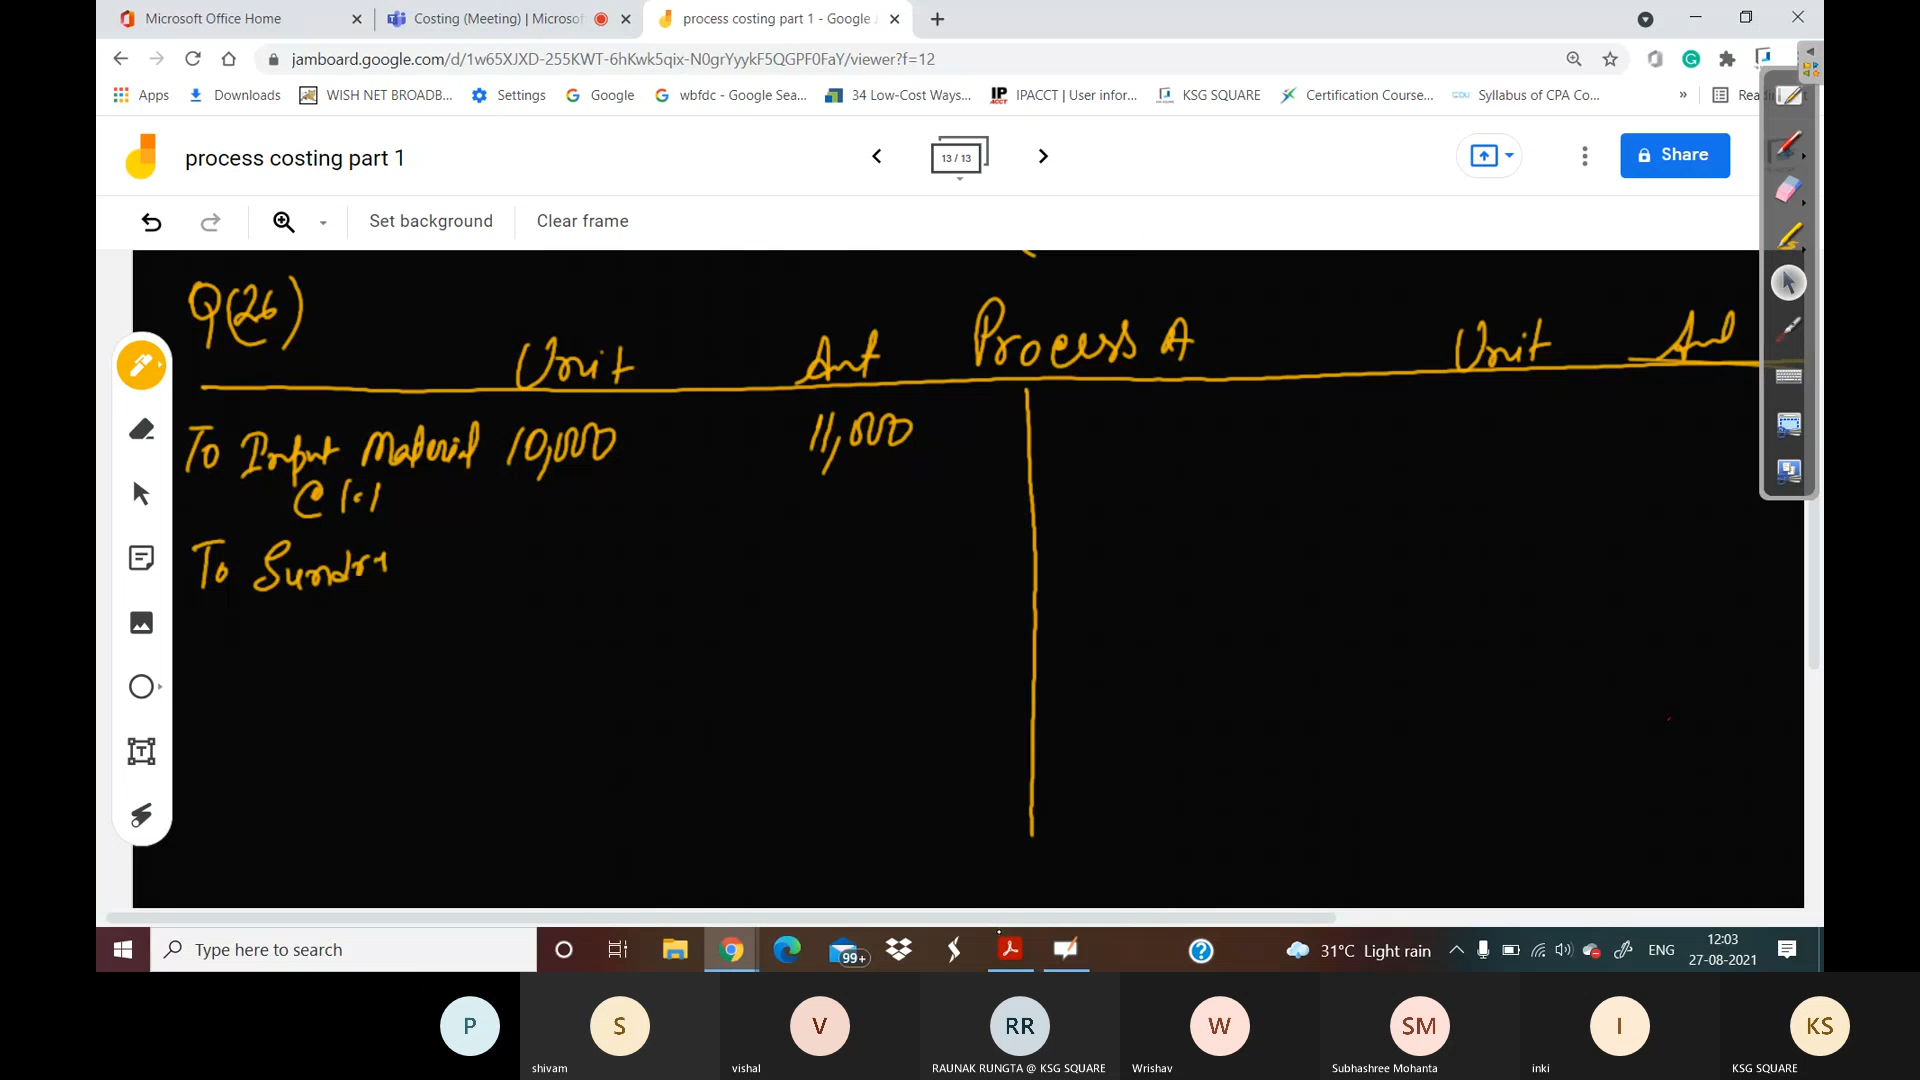 Microsoft Office Home
Costing (Meeting) | Microsof
process costing part 1 - Google J
jamboard.google.com/d/1w65XJXD-255KWT-6hKwk5qix-N0grYyykF5QGPF0FaY/viewer?f=12
Apps
Downloads
WISH NET BROADB...
Settings
Google
wbfdc - Google Sea...
34 Low-Cost Ways...
IP ACCT
IPACCT | User infor...
KSG SQUARE
Certification Course...
Syllabus of CPA Co...
»
Read
process costing part 1
13 / 13
Share
Set background
Clear frame
Q(26)
Unit Amt Process A Unit Amt
To Input Material 10,000 11,000
@ 1.1
To Sundry
Type here to search
99+
31°C Light rain
ENG
12:03
27-08-2021
P
S
V
RR
W
SM
I
KS
shivam
vishal
RAUNAK RUNGTA @ KSG SQUARE
Wrishav
Subhashree Mohanta
inki
KSG SQUARE